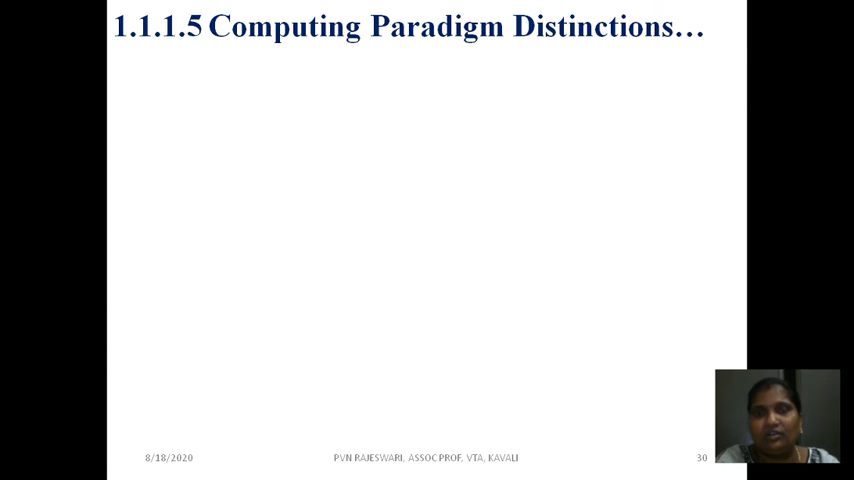 1.1.1.5 Computing Paradigm Distinctions…
8/18/2020
PVN RAJESWARI, ASSOC PROF, VTA, KAVALI
30